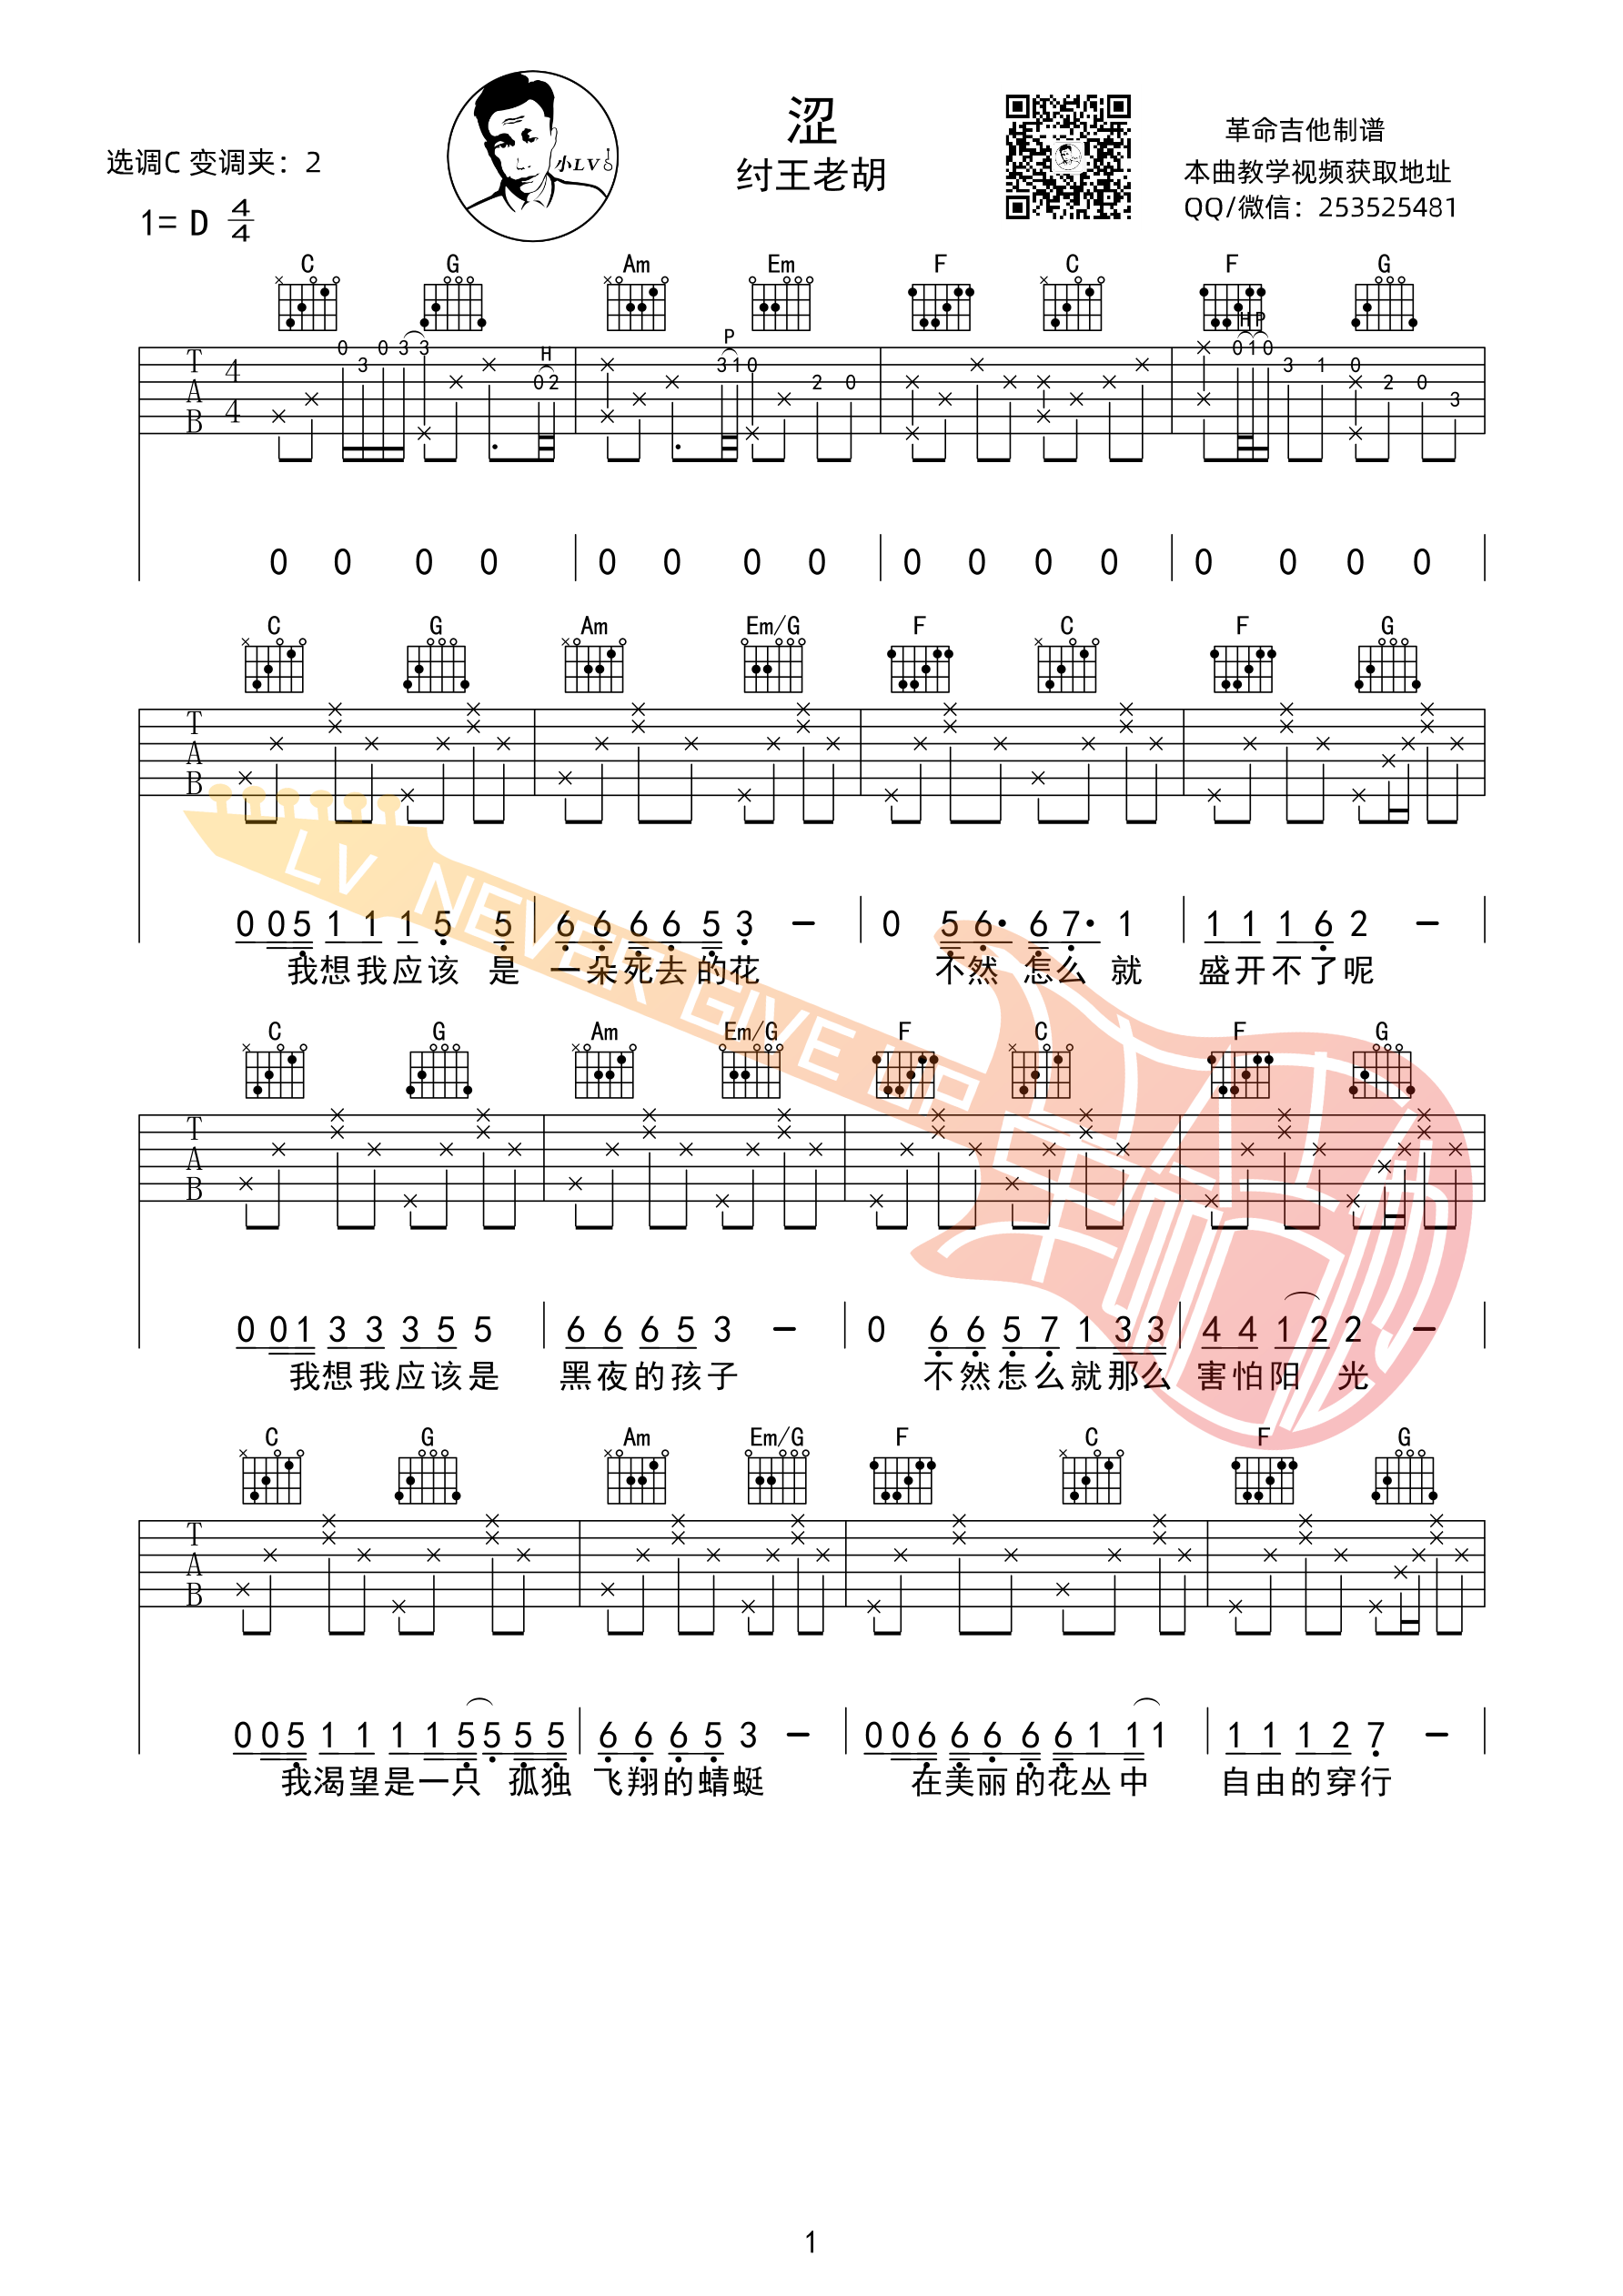 涩
纣王老胡
选调C 变调夹：2
1= D 4/4
小LV
革命吉他制谱
本曲教学视频获取地址
QQ/微信：253525481
C G Am Em F C F G
H P H P
T 4 0 3 0 3 3 0 2 3 1 0 2 0 0 1 0 3 1 0 2 0 3
A
B 4
0 0 0 0 | 0 0 0 0 | 0 0 0 0 | 0 0 0 0
C G Am Em/G F C F G
T
A
B
0 0 5 1 1 1 5 5 | 6 6 6 6 5 3 - | 0 5 6· 6 7· 1 | 1 1 1 6 2 -
我想我应该 是 一朵死去的花 不然 怎么 就 盛开不了呢
C G Am Em/G F C F G
T
A
B
0 0 1 3 3 3 5 5 | 6 6 6 5 3 - | 0 6 6 5 7 1 3 3 | 4 4 1 2 2 -
我想我应该是 黑夜的孩子 不然怎么就那么 害怕阳 光
C G Am Em/G F C F G
T
A
B
0 0 5 1 1 1 1 5 5 5 5 | 6 6 6 5 3 - | 0 0 6 6 6 6 6 1 1 1 | 1 1 1 2 7 -
我渴望是一只 孤独 飞翔的蜻蜓 在美丽的花丛中 自由的穿行
LV NEVER GIVE UP
1